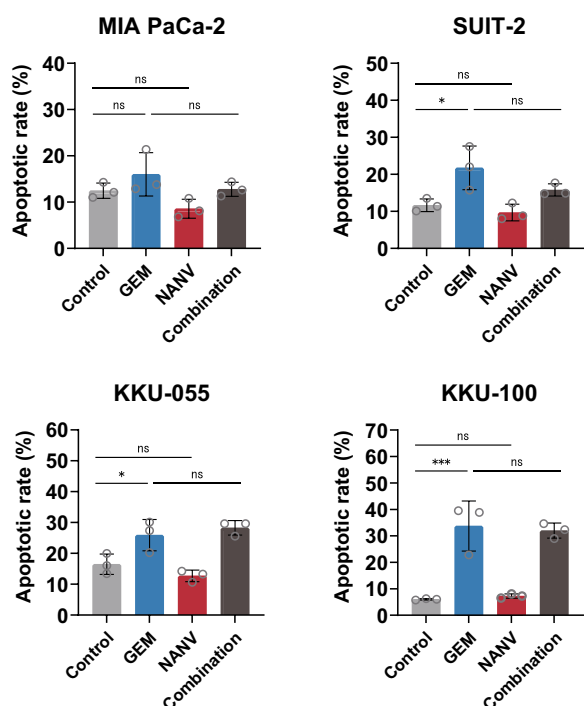 MIA PaCa-2
Apoptotic rate (%)
40
30
20
10
0
ns
ns
ns
Control
GEM
NANV
Combination
SUIT-2
Apoptotic rate (%)
50
40
30
20
10
0
ns
*
ns
Control
GEM
NANV
Combination
KKU-055
Apoptotic rate (%)
60
50
40
30
20
10
0
ns
*
ns
Control
GEM
NANV
Combination
KKU-100
Apoptotic rate (%)
70
60
50
40
30
20
10
0
ns
***
ns
Control
GEM
NANV
Combination